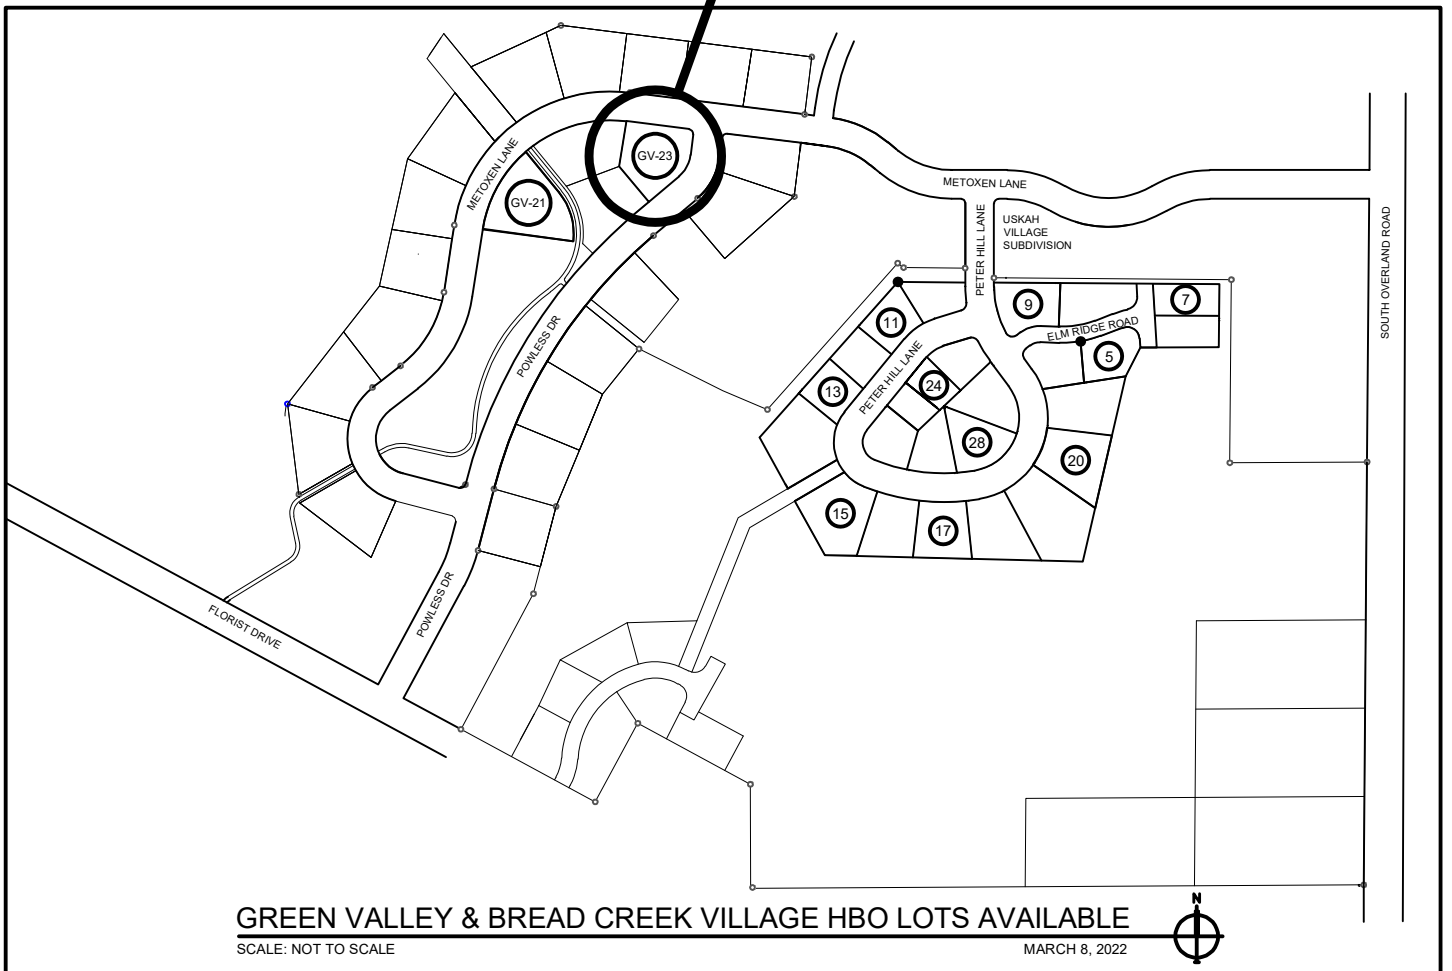 GV-23
METOXEN LANE
GV-21
METOXEN LANE
PETER HILL LANE
USKAH
VILLAGE
SUBDIVISION
SOUTH OVERLAND ROAD
9
7
11
ELM RIDGE ROAD
5
POWLESS DR
PETER HILL LANE
24
13
28
20
15
17
POWLESS DR
FLORIST DRIVE
GREEN VALLEY & BREAD CREEK VILLAGE HBO LOTS AVAILABLE
SCALE: NOT TO SCALE
MARCH 8, 2022
N